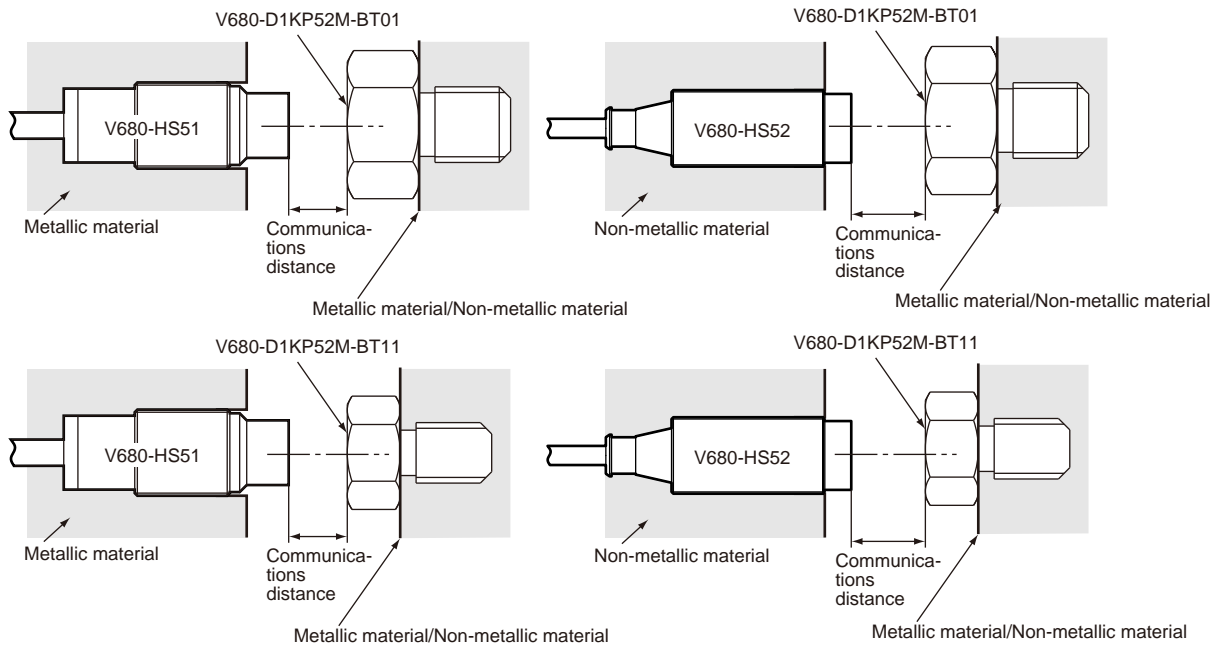 V680-D1KP52M-BT01
V680-HS51
Metallic material
Communica-
tions
distance
Metallic material/Non-metallic material
V680-D1KP52M-BT01
V680-HS52
Non-metallic material
Communica-
tions
distance
Metallic material/Non-metallic material
V680-D1KP52M-BT11
V680-HS51
Metallic material
Communica-
tions
distance
Metallic material/Non-metallic material
V680-D1KP52M-BT11
V680-HS52
Non-metallic material
Communica-
tions
distance
Metallic material/Non-metallic material